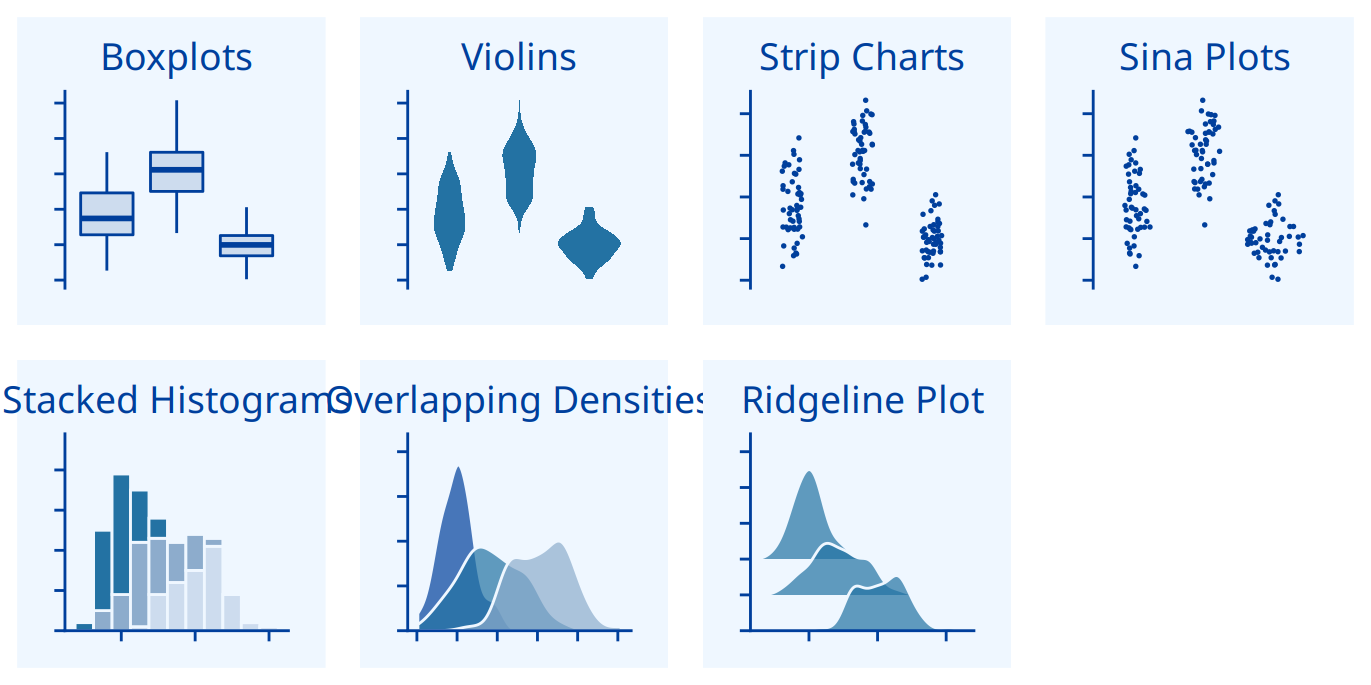 Boxplots
Violins
Strip Charts
Sina Plots
Stacked Histograms
Overlapping Densities
Ridgeline Plot